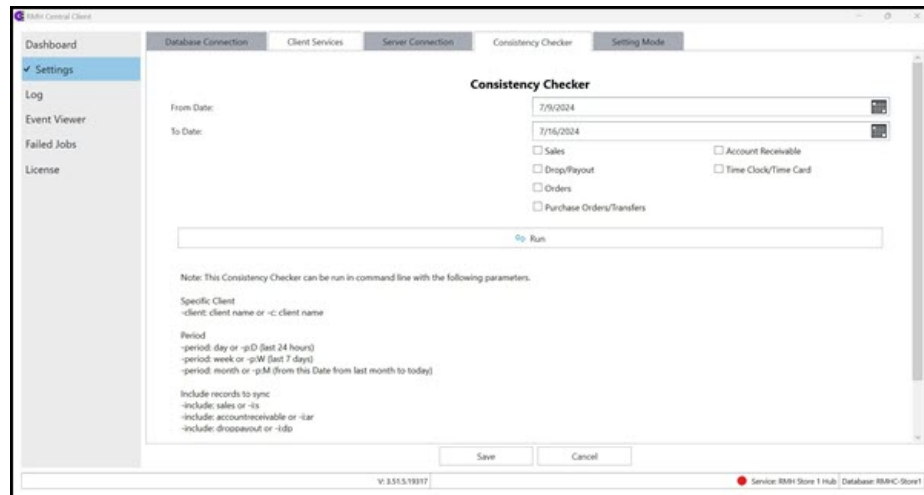 RMH Central Client
Dashboard
Settings
Log
Event Viewer
Failed Jobs
License
Database Connection
Client Services
Server Connection
Consistency Checker
Setting Mode
Consistency Checker
From Date:
7/9/2024
To Date:
7/16/2024
Sales
Account Receivable
Drop/Payout
Time Clock/Time Card
Orders
Purchase Orders/Transfers
Run
Note: This Consistency Checker can be run in command line with the following parameters.
Specific Client
-client: client name or -c: client name
Period
-period: day or -p:D (last 24 hours)
-period: week or -p:W (last 7 days)
-period: month or -p:M (from this Date from last month to today)
Include records to sync
-include: sales or -i:s
-include: accountreceivable or -i:ar
-include: droppayout or -i:dp
Save
Cancel
V: 3.51.5.19317
Service: RMH Store 1 Hub
Database: RMHC-Store1